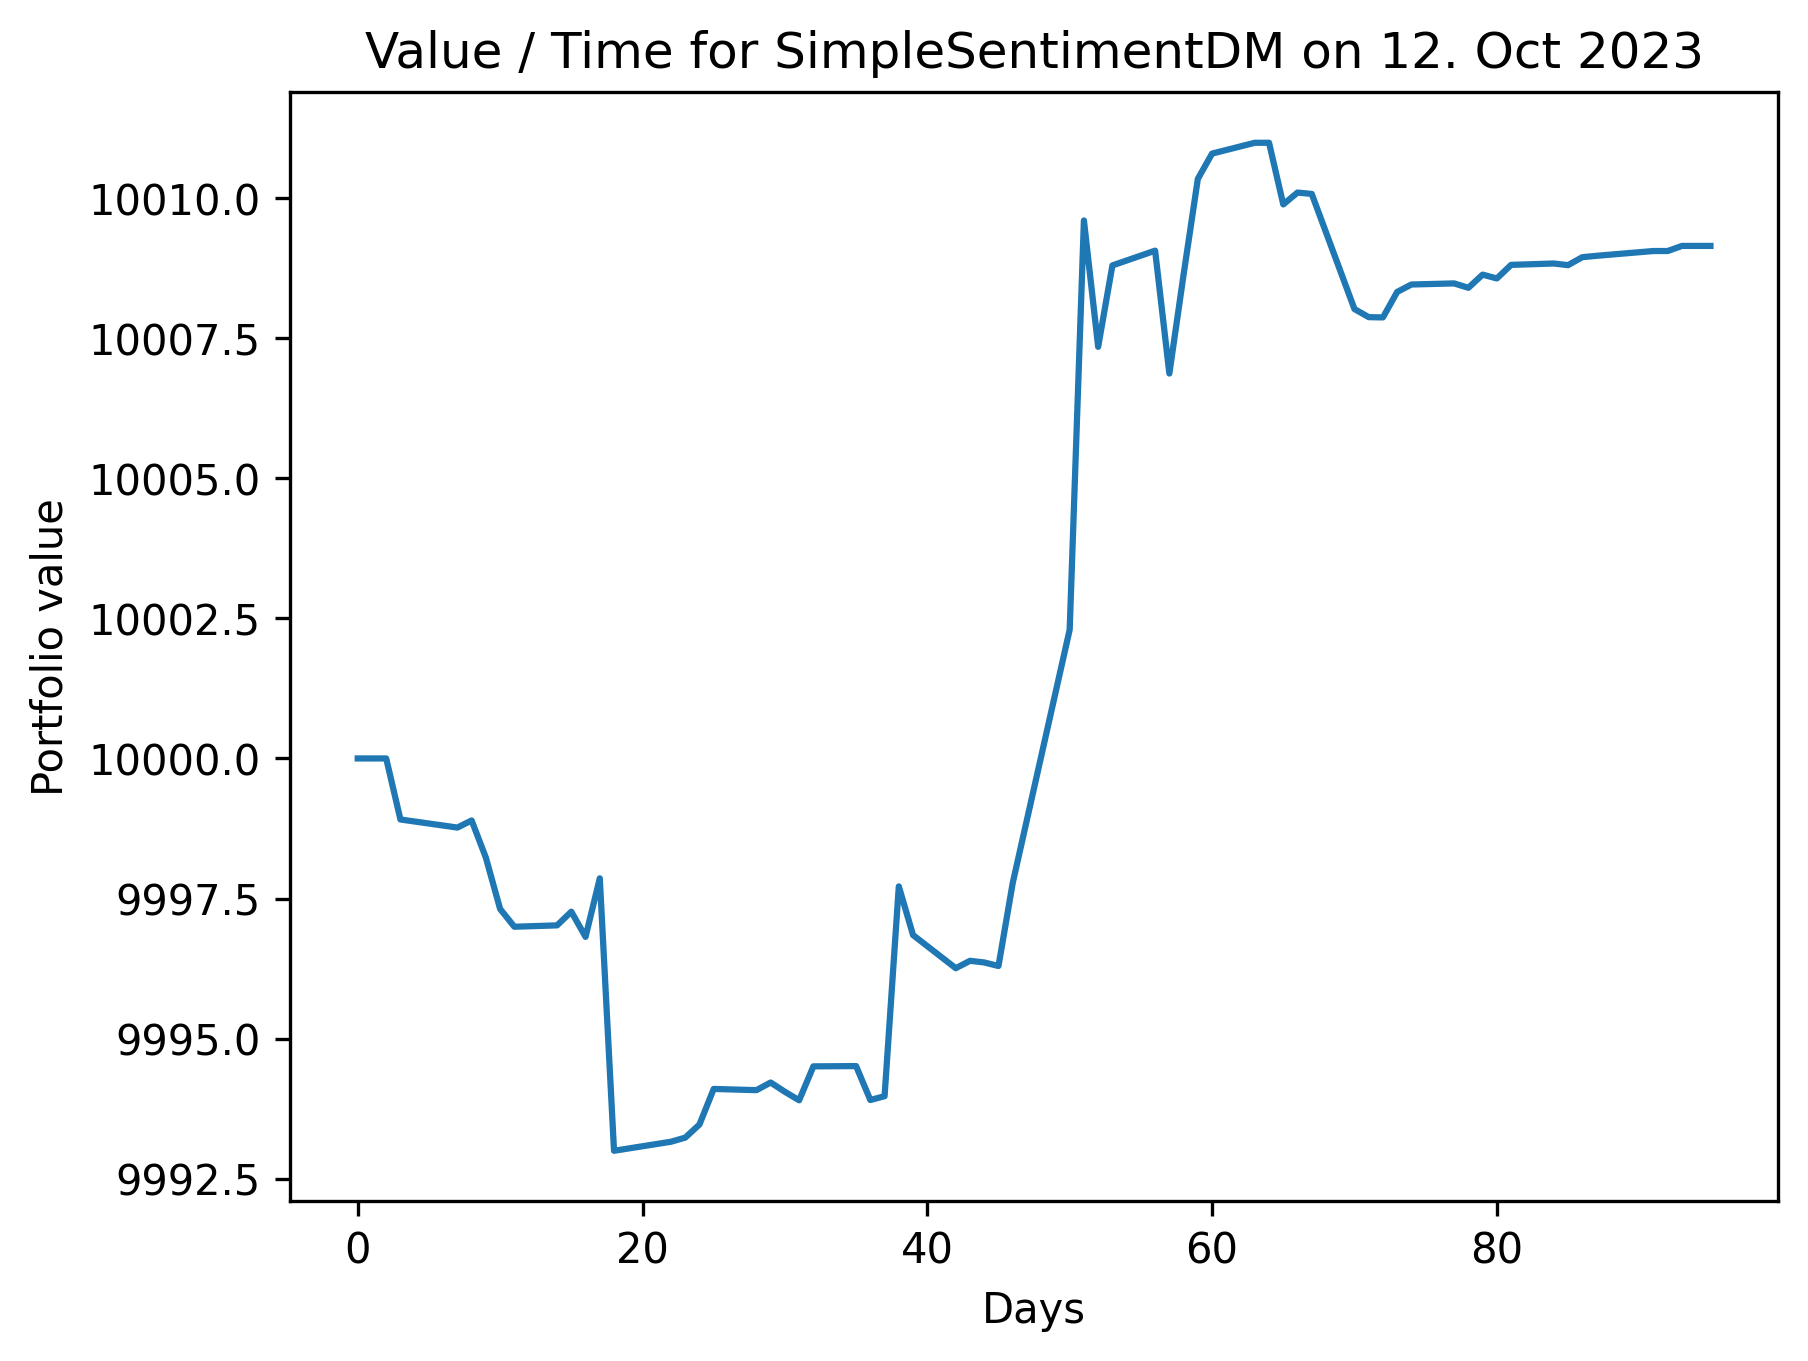 Value / Time for SimpleSentimentDM on 12. Oct 2023
10010.0
10007.5
10005.0
10002.5
10000.0
9997.5
9995.0
9992.5
Portfolio value
0 20 40 60 80
Days